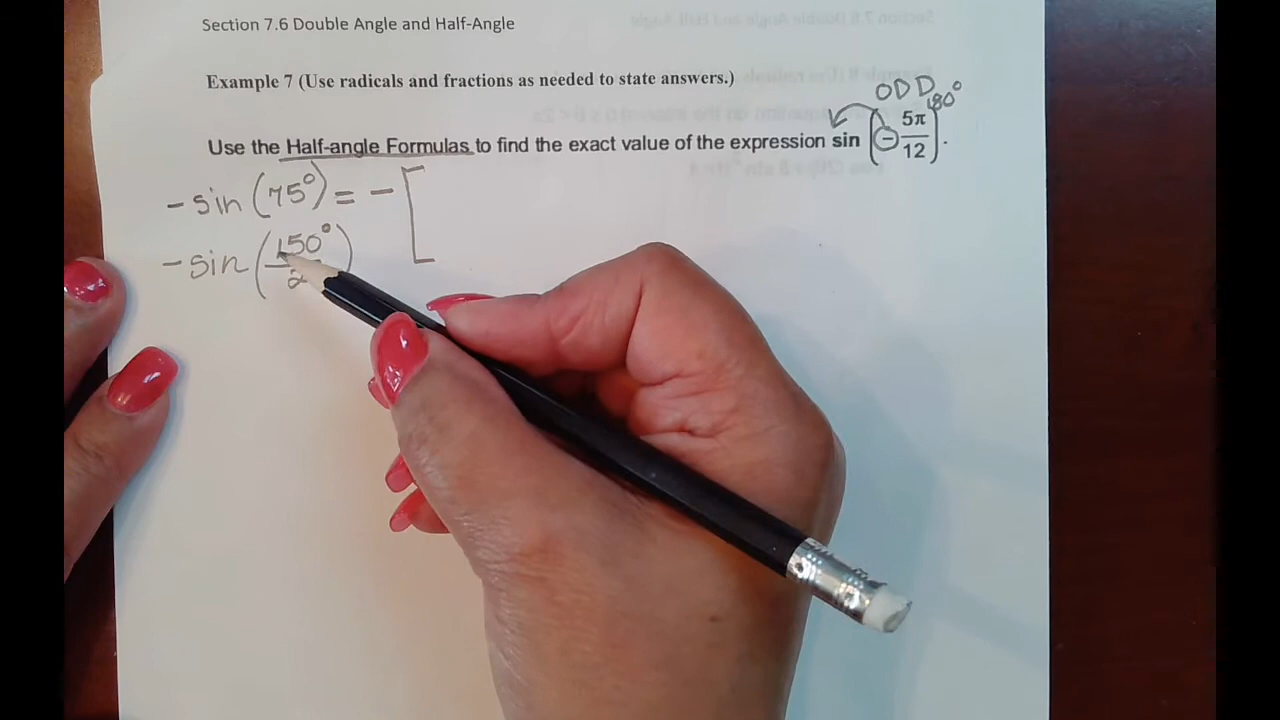 Section 7.6 Double Angle and Half-Angle
Example 7 (Use radicals and fractions as needed to state answers.)
ODD
180°
Use the Half-angle Formulas to find the exact value of the expression sin (-5π/12).
-sin(75°) = -[
-sin(150°/2)